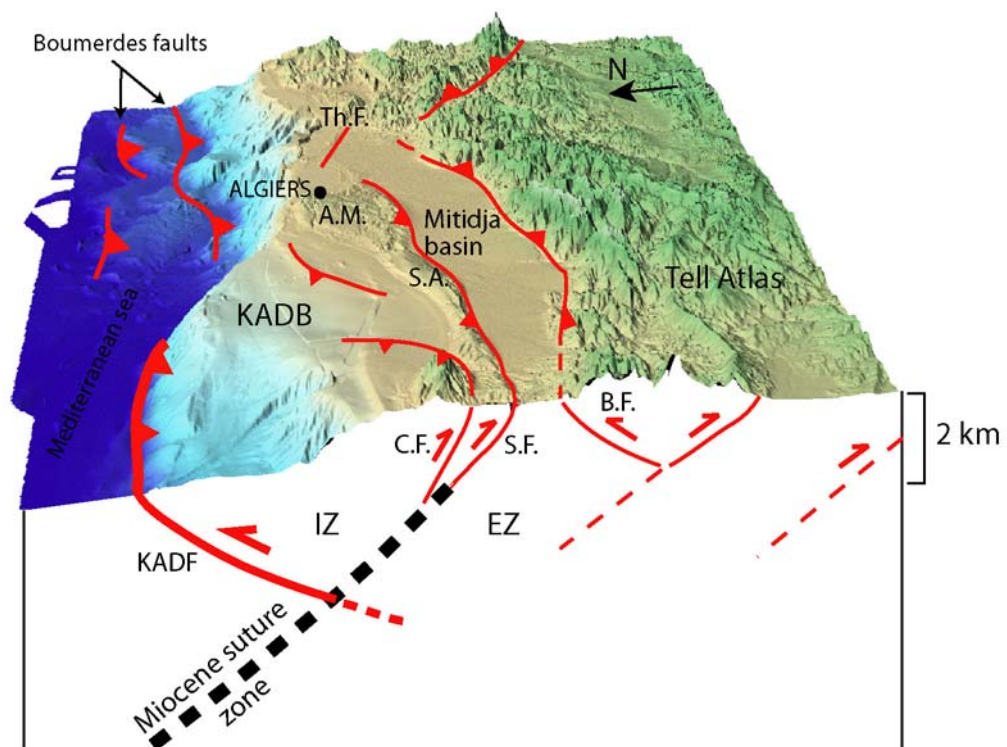 Boumerdes faults
N
Th.F.
ALGIERS
A.M.
Mitidja
basin
S.A.
Tell Atlas
KADB
Mediterranean sea
B.F.
C.F.
S.F.
2 km
IZ
EZ
KADF
Miocene suture
zone